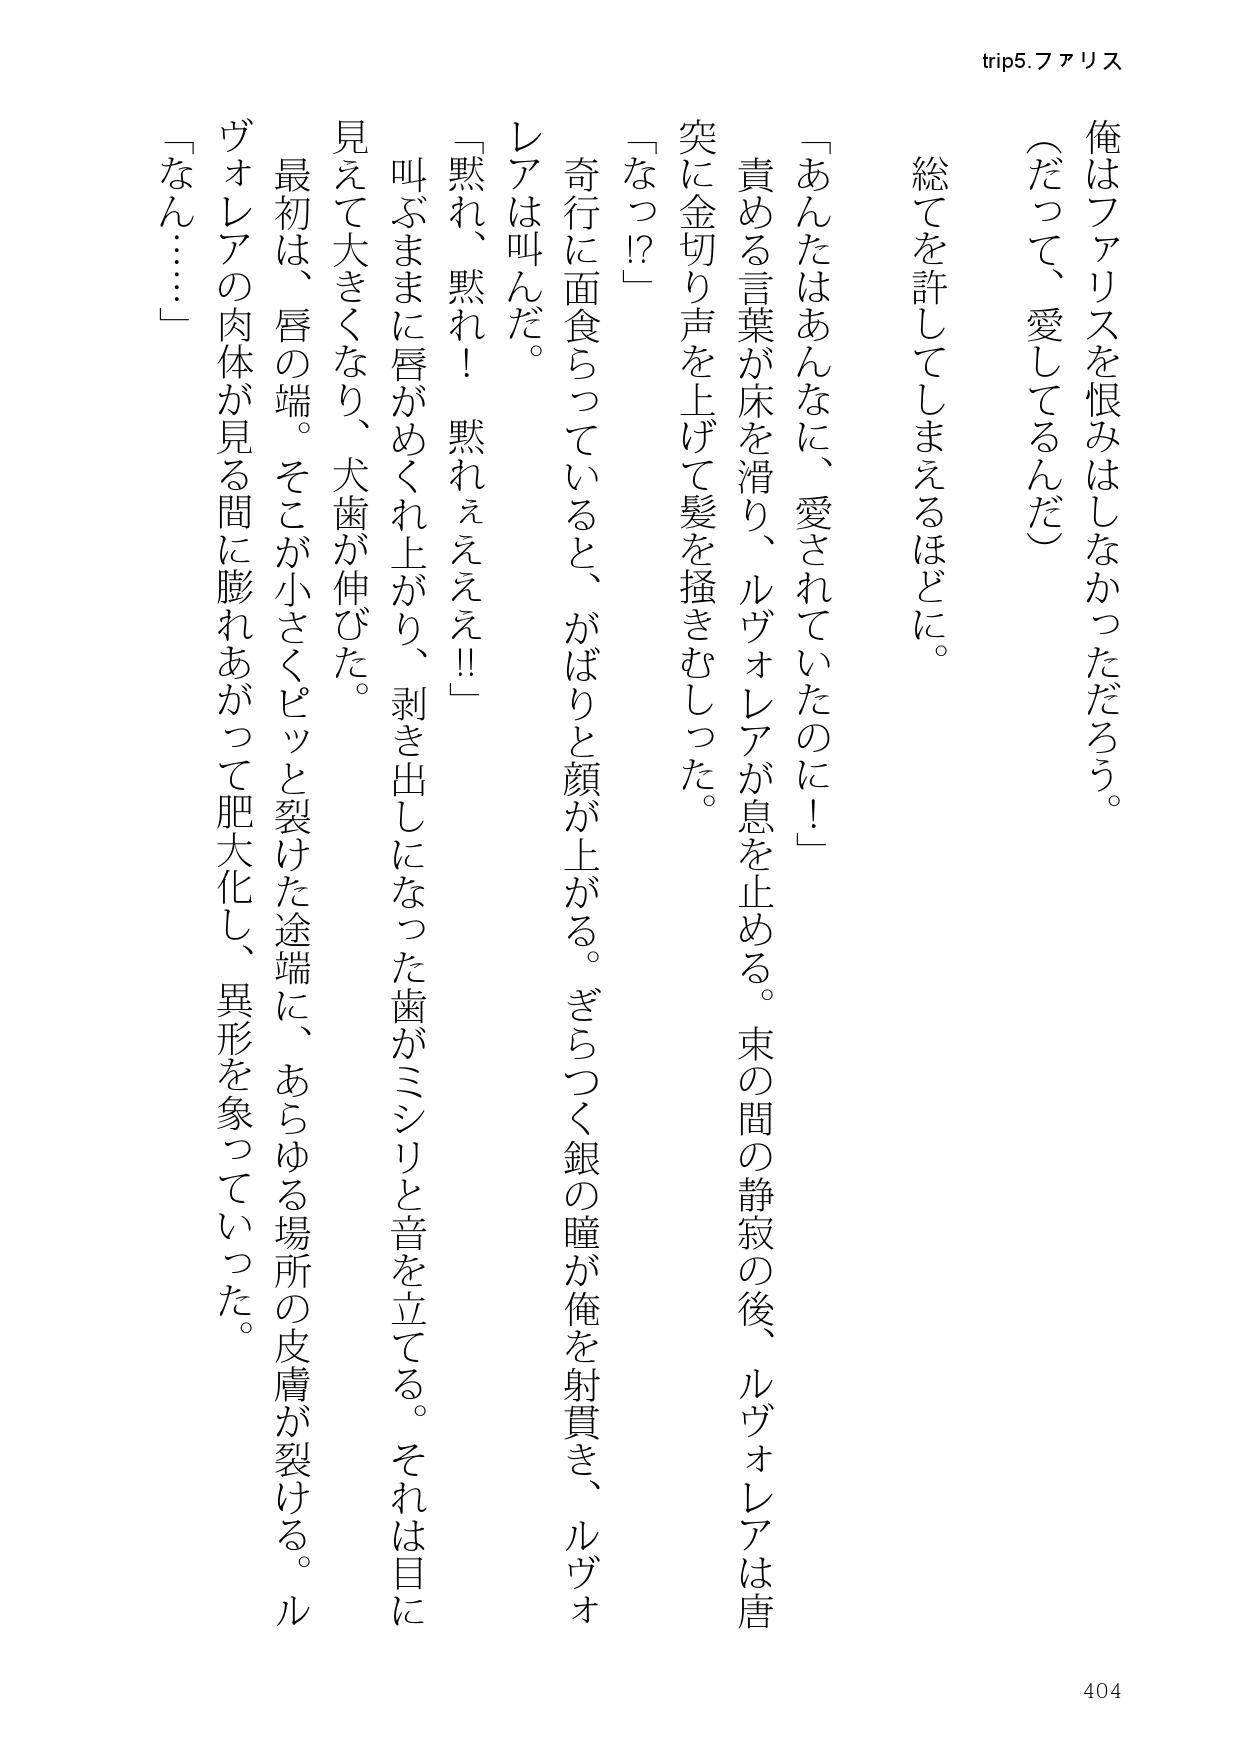 trip5.ファリス
俺はファリスを恨みはしなかっただろう。
（だって、愛してるんだ）
　総てを許してしまえるほどに。
「あんたはあんなに、愛されていたのに！」
　責める言葉が床を滑り、ルヴォレアが息を止める。束の間の静寂の後、ルヴォレアは唐
突に金切り声を上げて髪を掻きむしった。
「なっ⁉」
　奇行に面食らっていると、がばりと顔が上がる。ぎらつく銀の瞳が俺を射貫き、ルヴォ
レアは叫んだ。
「黙れ、黙れ！　黙れぇえええ‼」
　叫ぶままに唇がめくれ上がり、剥き出しになった歯がミシリと音を立てる。それは目に
見えて大きくなり、犬歯が伸びた。
　最初は、唇の端。そこが小さくピッと裂けた途端に、あらゆる場所の皮膚が裂ける。ル
ヴォレアの肉体が見る間に膨れあがって肥大化し、異形を象っていった。
「なん……」
404